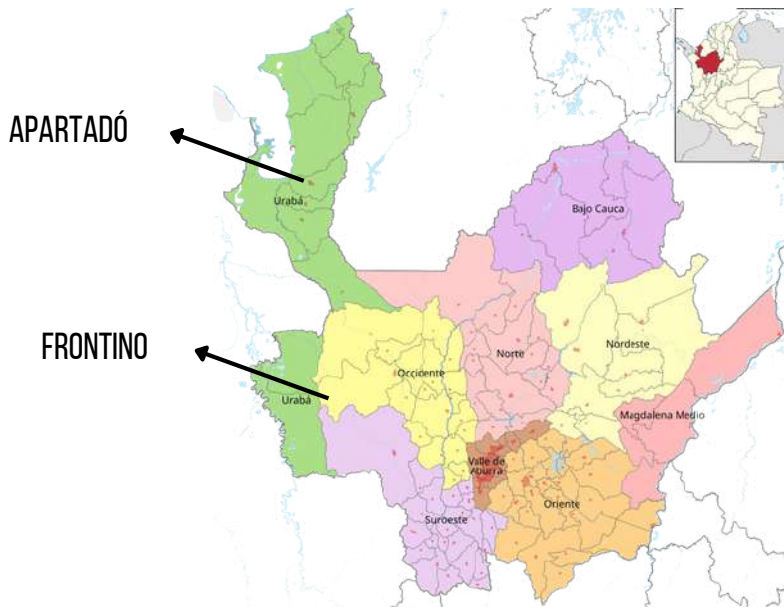 APARTADÓ
Urabá
Bajo Cauca
FRONTINO
Occidente
Norte
Nordeste
Urabá
Magdalena Medio
Valle de
Aburrá
Suroeste
Oriente